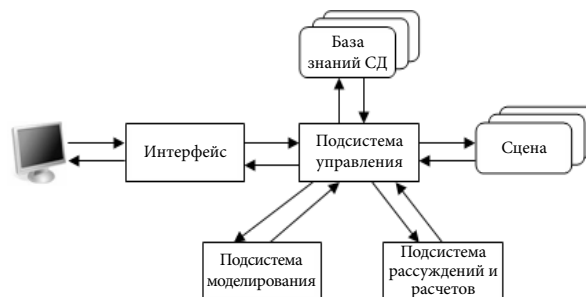 База
знаний СД
Интерфейс
Подсистема
управления
Сцена
Подсистема
моделирования
Подсистема
рассуждений и
расчетов